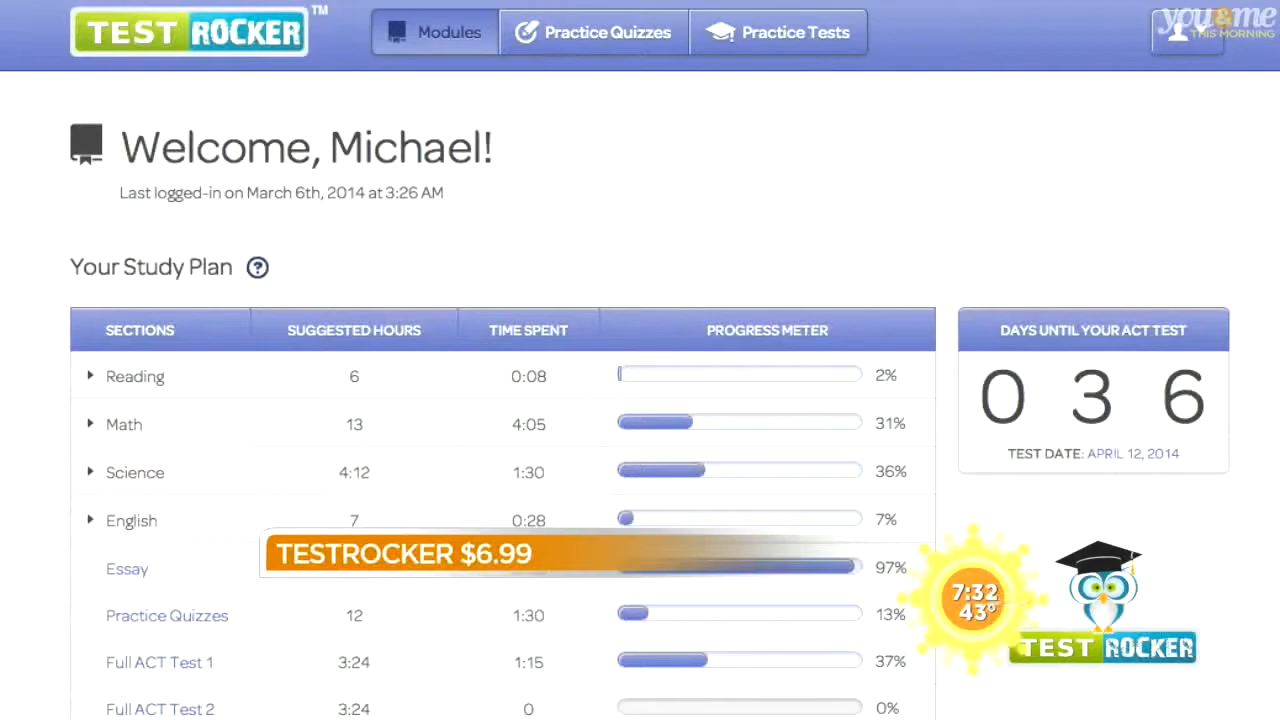 TEST ROCKER™
Modules
Practice Quizzes
Practice Tests
you&me
THIS MORNING
Welcome, Michael!
Last logged-in on March 6th, 2014 at 3:26 AM
Your Study Plan ?
SECTIONS SUGGESTED HOURS TIME SPENT PROGRESS METER
Reading 6 0:08 2%
Math 13 4:05 31%
Science 4:12 1:30 36%
English 7 0:28 7%
Essay 97%
Practice Quizzes 12 1:30 13%
Full ACT Test 1 3:24 1:15 37%
Full ACT Test 2 3:24 0 0%
DAYS UNTIL YOUR ACT TEST
0 3 6
TEST DATE: APRIL 12, 2014
TESTROCKER $6.99
7:32
43°
TEST ROCKER